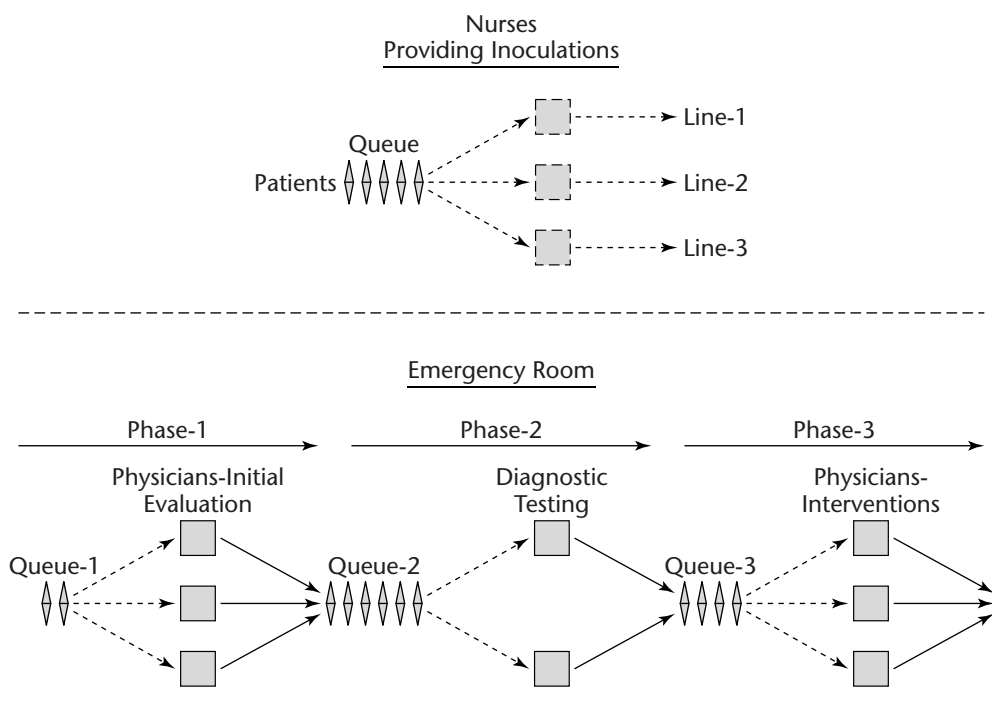 Nurses
Providing Inoculations
Line-1
Queue
Patients
Line-2
Line-3
Emergency Room
Phase-1
Phase-2
Phase-3
Physicians-Initial
Evaluation
Diagnostic
Testing
Physicians-
Interventions
Queue-1
Queue-2
Queue-3